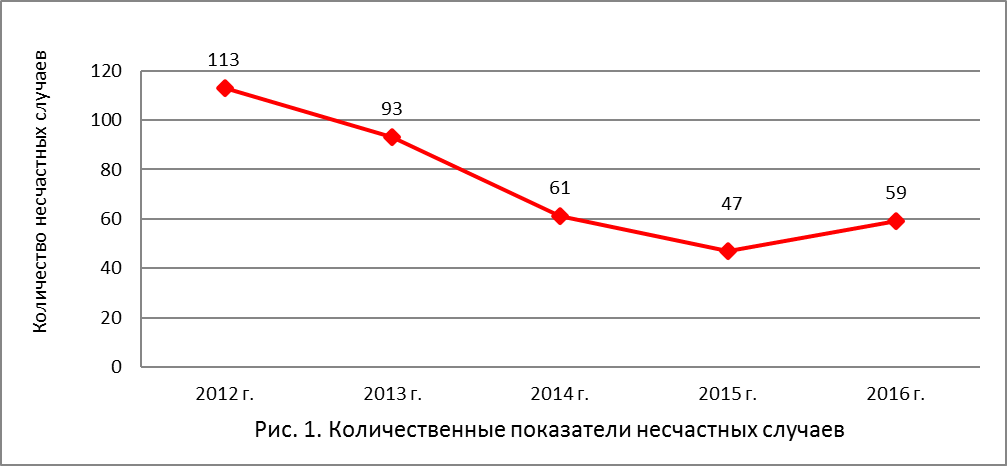 Количество несчастных случаев
120
100
80
60
40
20
0
113
93
61
47
59
2012 г.
2013 г.
2014 г.
2015 г.
2016 г.
Рис. 1. Количественные показатели несчастных случаев